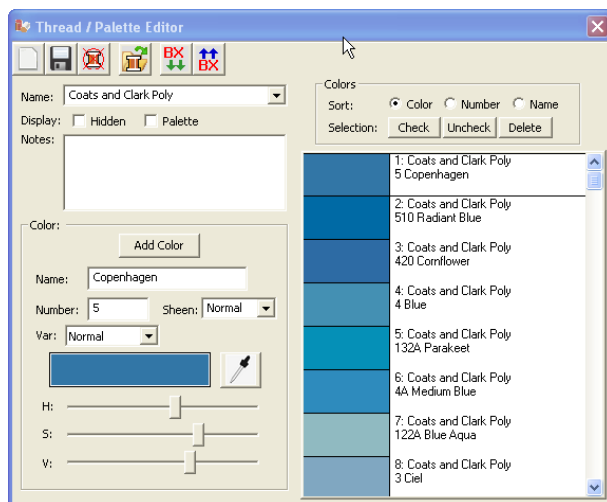 Thread / Palette Editor
BX
BX
Name: Coats and Clark Poly
Display: Hidden Palette
Notes:
Color:
Add Color
Name: Copenhagen
Number: 5 Sheen: Normal
Var: Normal
H:
S:
V:
Colors
Sort: Color Number Name
Selection: Check Uncheck Delete
1: Coats and Clark Poly
5 Copenhagen
2: Coats and Clark Poly
510 Radiant Blue
3: Coats and Clark Poly
420 Cornflower
4: Coats and Clark Poly
4 Blue
5: Coats and Clark Poly
132A Parakeet
6: Coats and Clark Poly
4A Medium Blue
7: Coats and Clark Poly
122A Blue Aqua
8: Coats and Clark Poly
3 Ciel